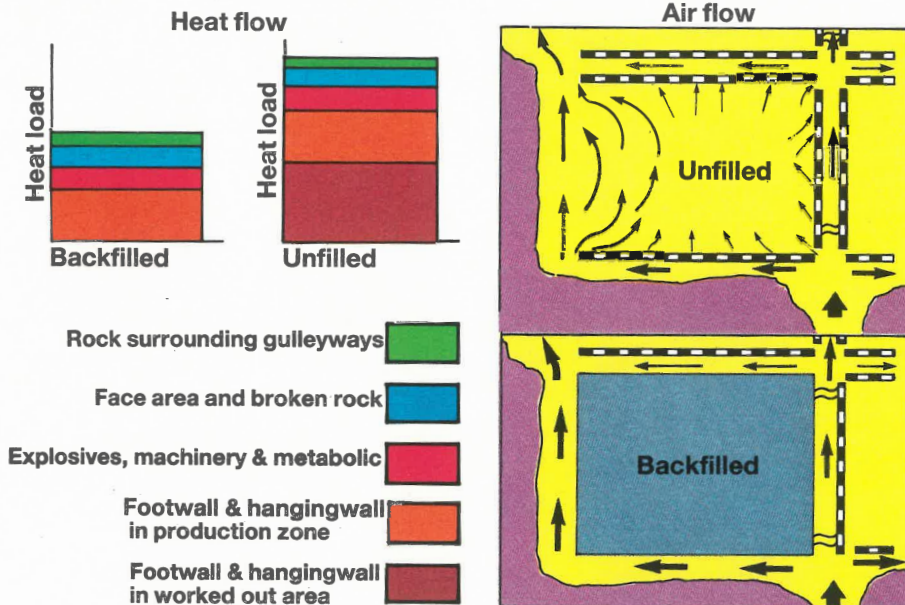 Heat flow
Heat load
Backfilled
Heat load
Unfilled
Rock surrounding gulleyways
Face area and broken rock
Explosives, machinery & metabolic
Footwall & hangingwall
in production zone
Footwall & hangingwall
in worked out area
Air flow
Unfilled
Backfilled